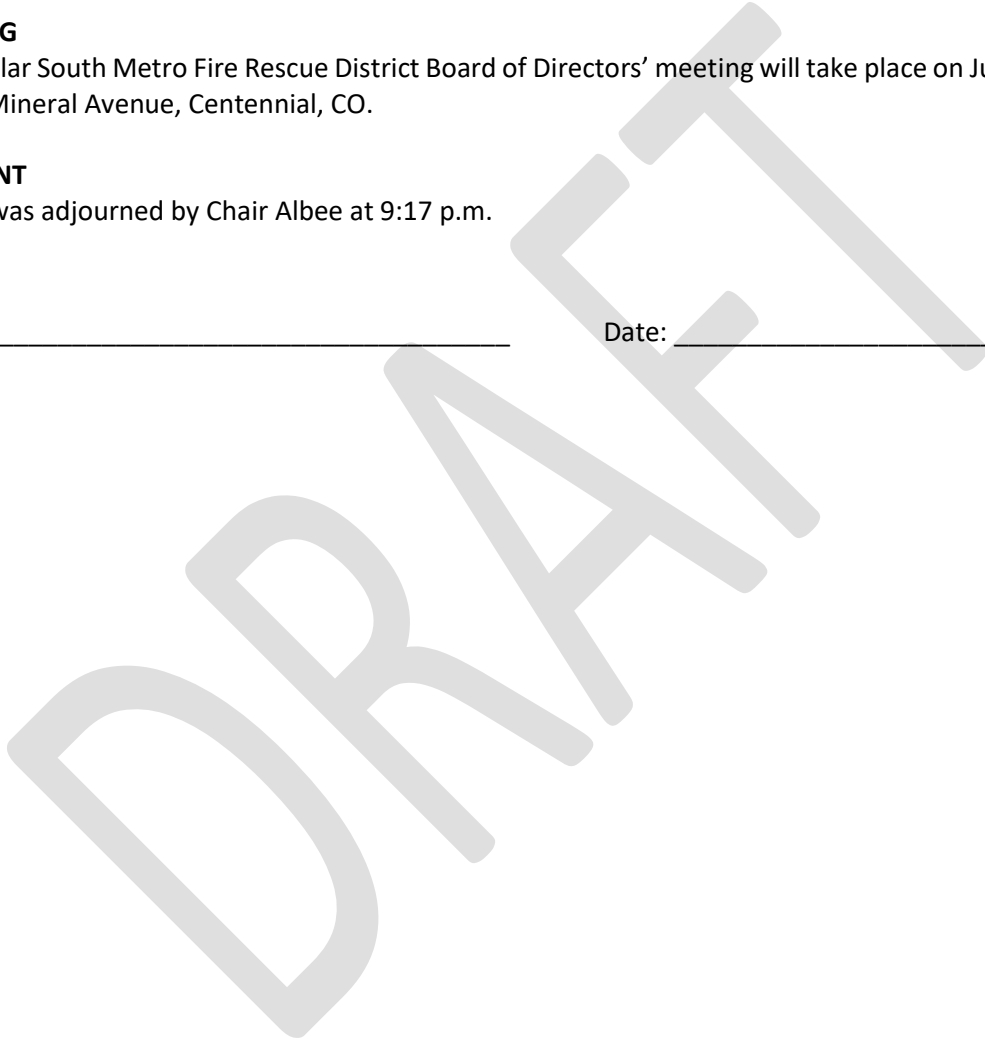 G
lar South Metro Fire Rescue District Board of Directors’ meeting will take place on Ju
Mineral Avenue, Centennial, CO.
NT
was adjourned by Chair Albee at 9:17 p.m.
Date:
DRAFT